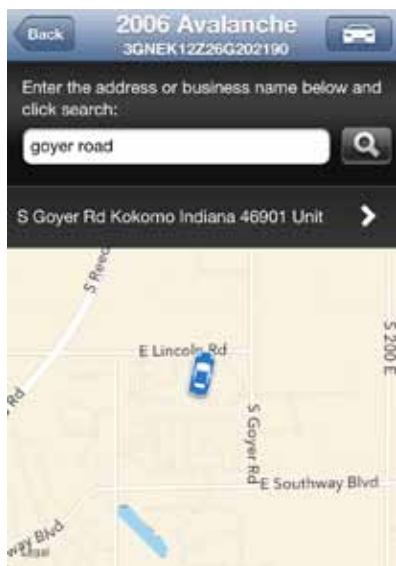 Back
2006 Avalanche
3GNEK12Z26G202190
Enter the address or business name below and
click search:
goyer road
S Goyer Rd Kokomo Indiana 46901 Unit
S Reed
E Lincoln Rd
S 200 E
Rd
S Goyer Rd
E Southway Blvd
way Blvd
Legal